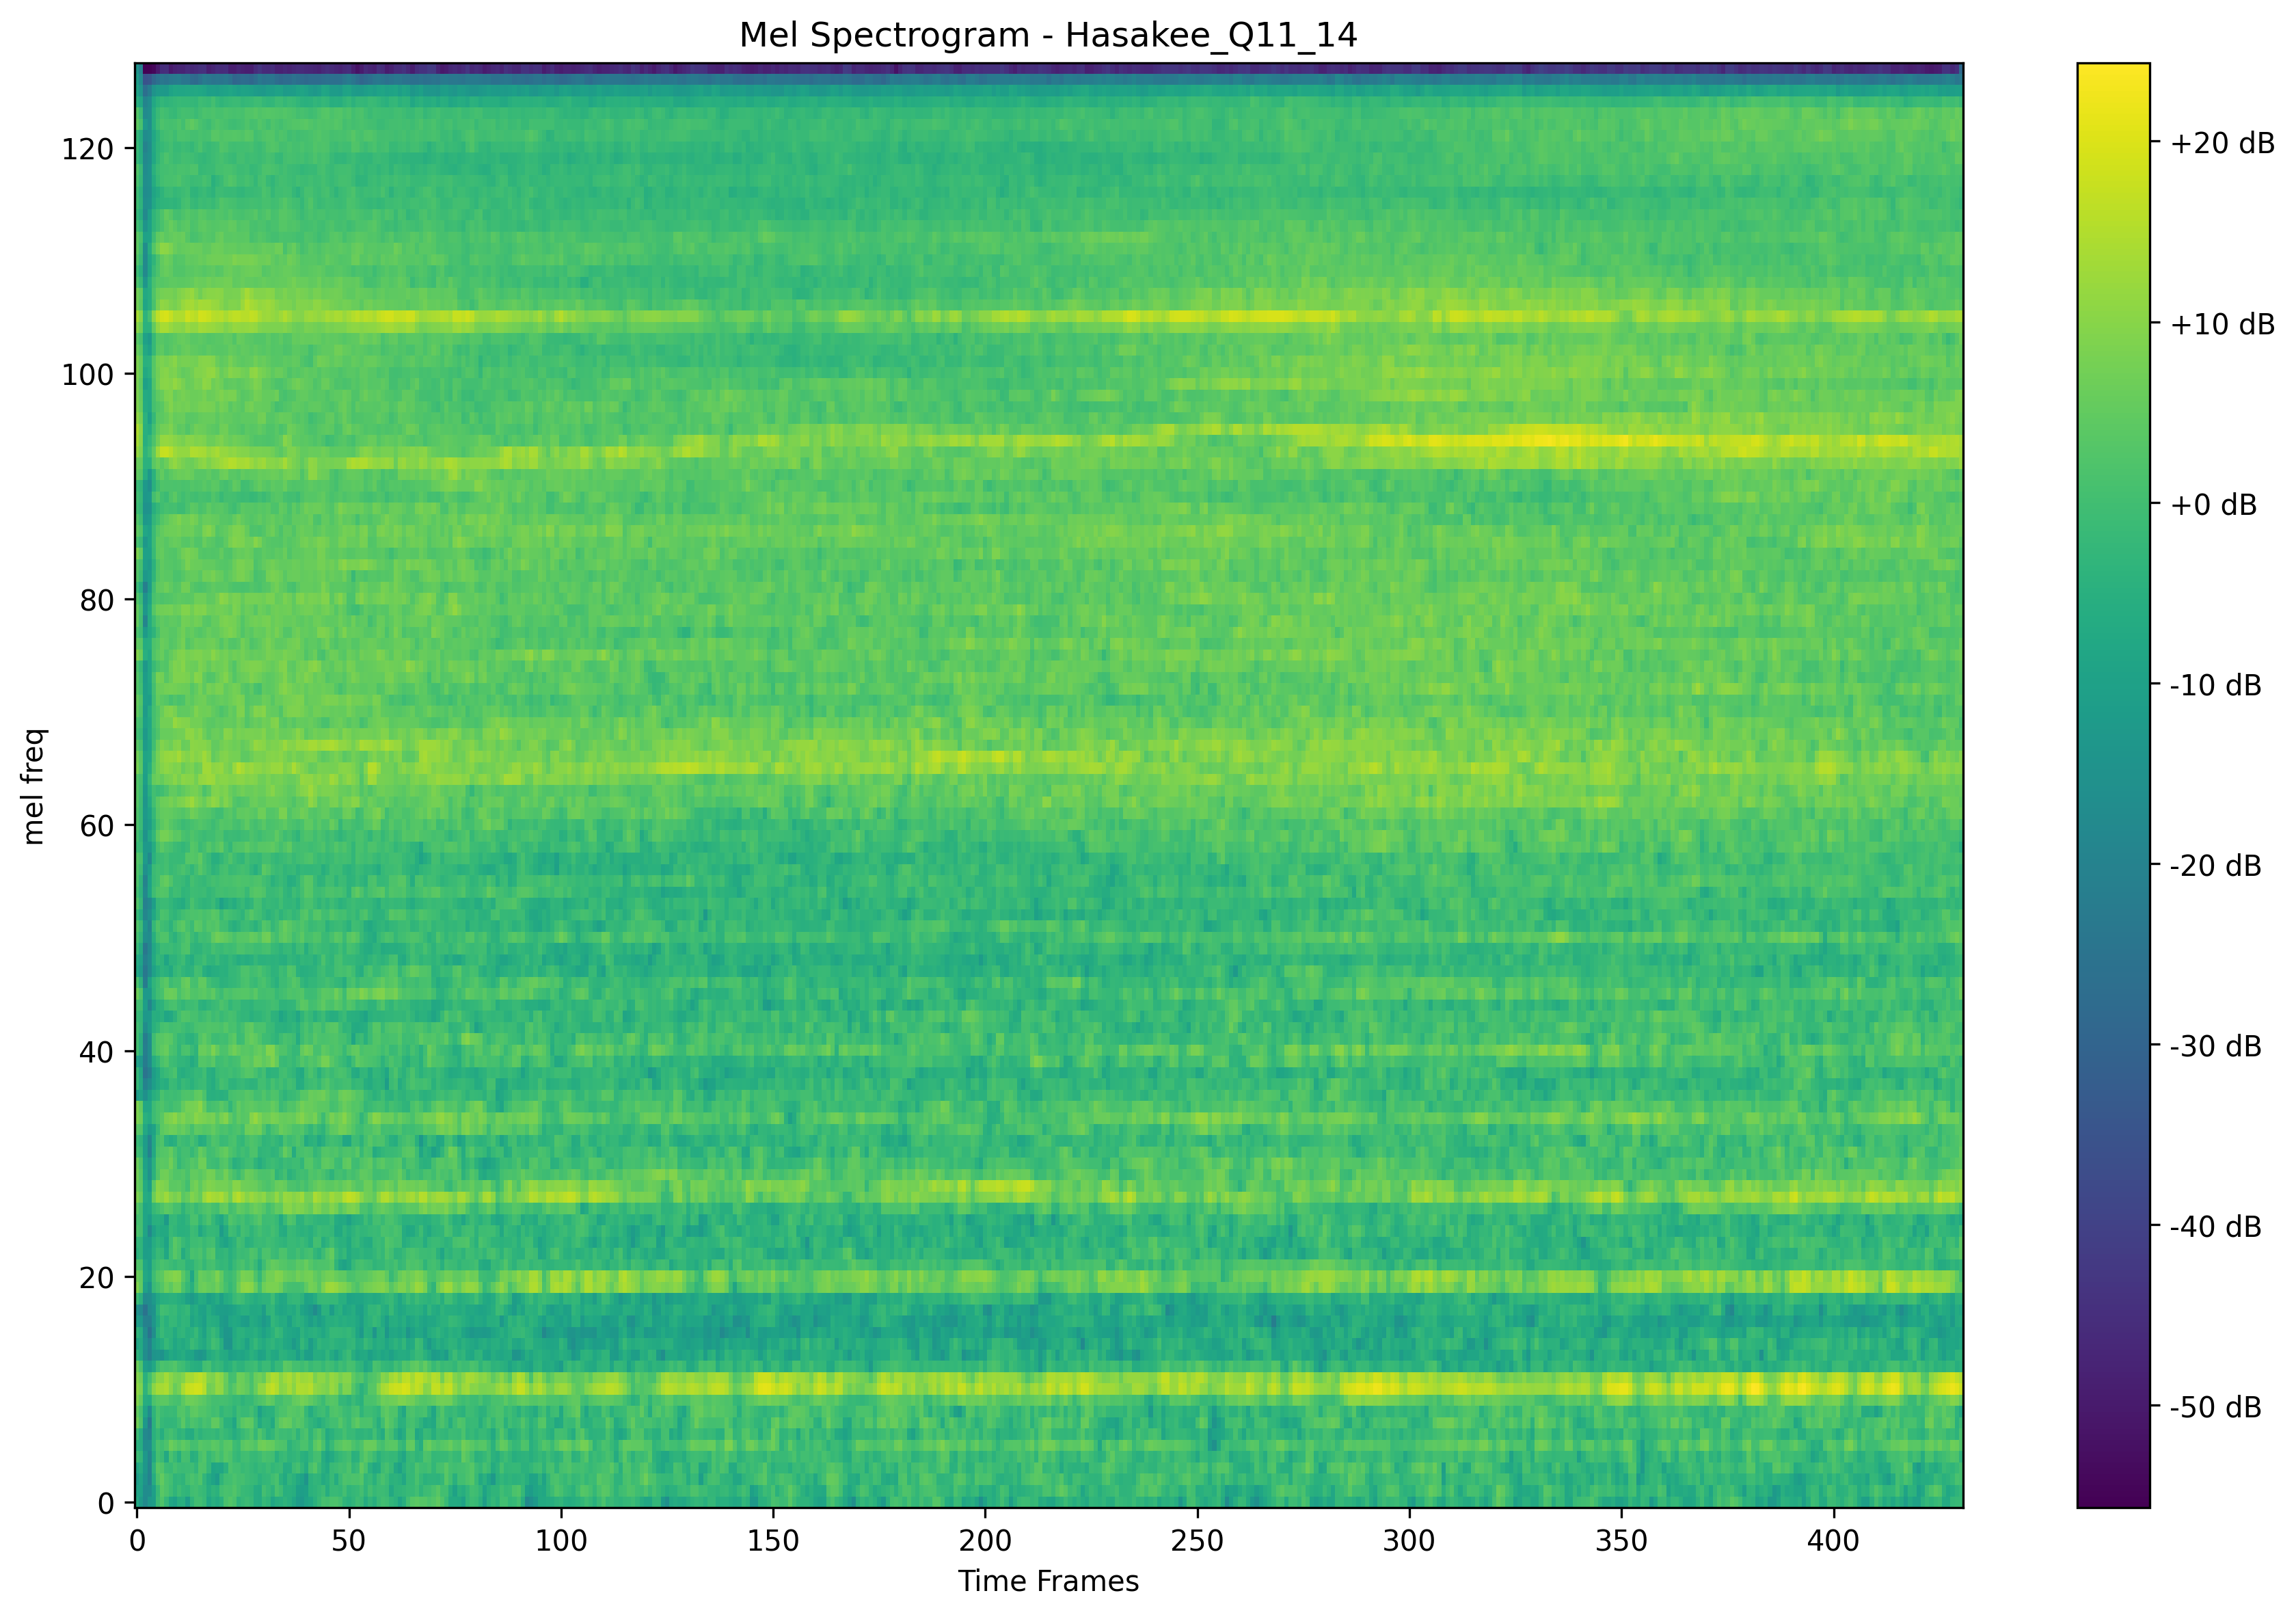 Mel Spectrogram - Hasakee_Q11_14
mel freq
120
100
80
60
40
20
0
0 50 100 150 200 250 300 350 400
Time Frames
+20 dB
+10 dB
+0 dB
-10 dB
-20 dB
-30 dB
-40 dB
-50 dB